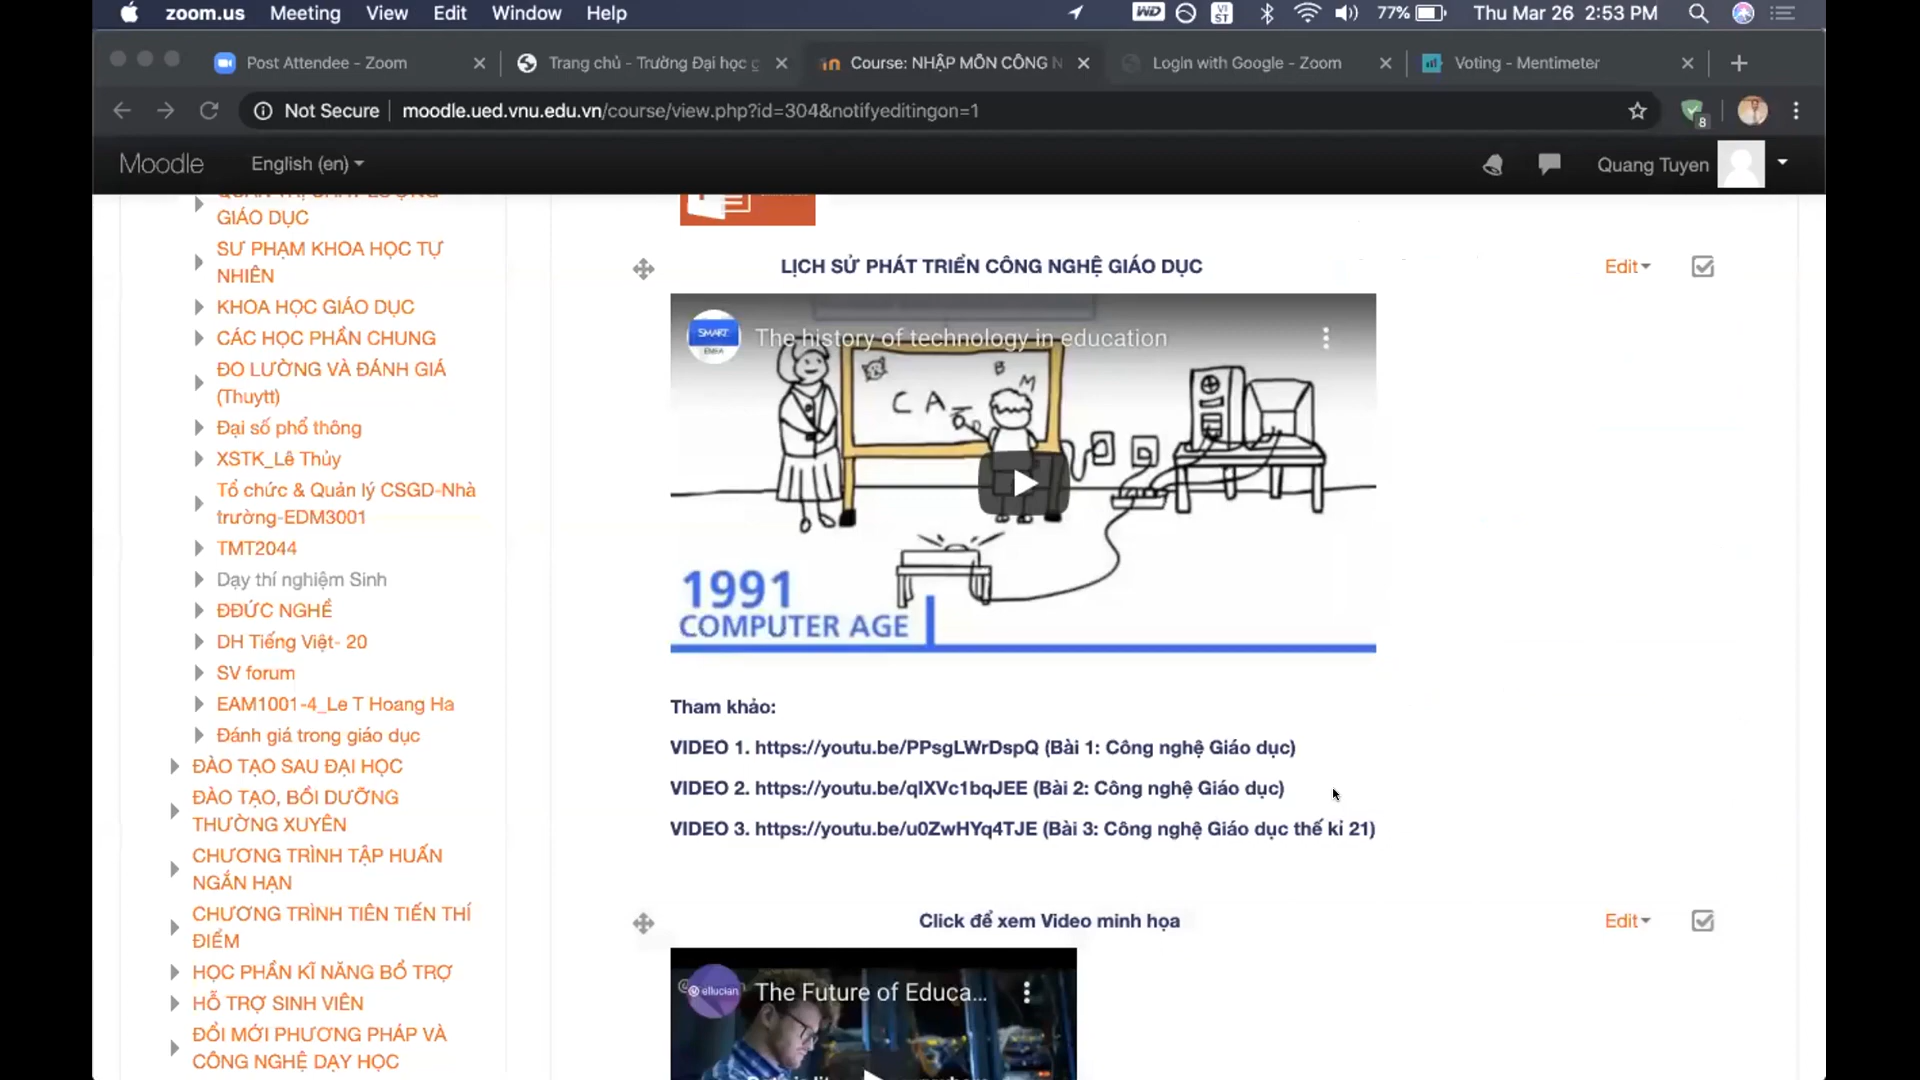 zoom.us Meeting View Edit Window Help WD VI ST 77% Thu Mar 26 2:53 PM
Post Attendee - Zoom Trang chủ - Trường Đại học g Course: NHẬP MÔN CÔNG N Login with Google - Zoom Voting - Mentimeter
Not Secure moodle.ued.vnu.edu.vn/course/view.php?id=304&notifyeditingon=1 8
Moodle English (en) Quang Tuyen
GIÁO DỤC
SƯ PHẠM KHOA HỌC TỰ
NHIÊN
KHOA HỌC GIÁO DỤC
CÁC HỌC PHẦN CHUNG
ĐO LƯỜNG VÀ ĐÁNH GIÁ
(Thuytt)
Đại số phổ thông
XSTK_Lê Thủy
Tổ chức & Quản lý CSGD-Nhà
trường-EDM3001
TMT2044
Dạy thí nghiệm Sinh
ĐĐỨC NGHỀ
DH Tiếng Việt- 20
SV forum
EAM1001-4_Le T Hoang Ha
Đánh giá trong giáo dục
ĐÀO TẠO SAU ĐẠI HỌC
ĐÀO TẠO, BỒI DƯỠNG
THƯỜNG XUYÊN
CHƯƠNG TRÌNH TẬP HUẤN
NGẮN HẠN
CHƯƠNG TRÌNH TIÊN TIẾN THÍ
ĐIỂM
HỌC PHẦN KĨ NĂNG BỔ TRỢ
HỖ TRỢ SINH VIÊN
ĐỔI MỚI PHƯƠNG PHÁP VÀ
CÔNG NGHỆ DẠY HỌC
LỊCH SỬ PHÁT TRIỂN CÔNG NGHỆ GIÁO DỤC Edit
SMART The history of technology in education
B
M
C A
1991
COMPUTER AGE
Tham khảo:
VIDEO 1. https://youtu.be/PPsgLWrDspQ (Bài 1: Công nghệ Giáo dục)
VIDEO 2. https://youtu.be/qIXVc1bqJEE (Bài 2: Công nghệ Giáo dục)
VIDEO 3. https://youtu.be/u0ZwHYq4TJE (Bài 3: Công nghệ Giáo dục thế kỉ 21)
Click để xem Video minh họa Edit
ellucian The Future of Educa...